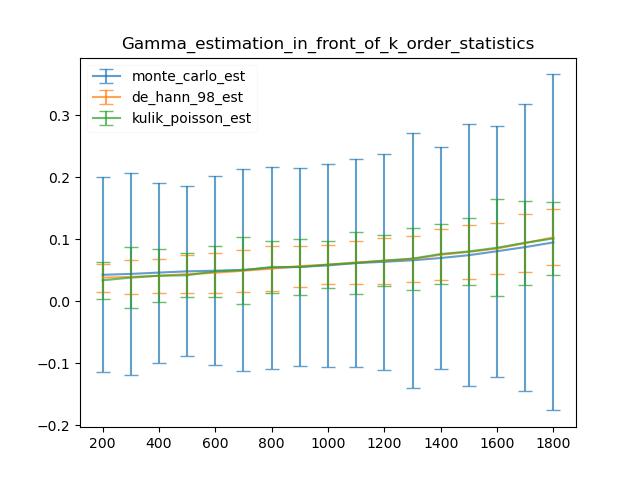 Gamma_estimation_in_front_of_k_order_statistics
monte_carlo_est
de_hann_98_est
kulik_poisson_est
0.3
0.2
0.1
0.0
−0.1
−0.2
200 400 600 800 1000 1200 1400 1600 1800